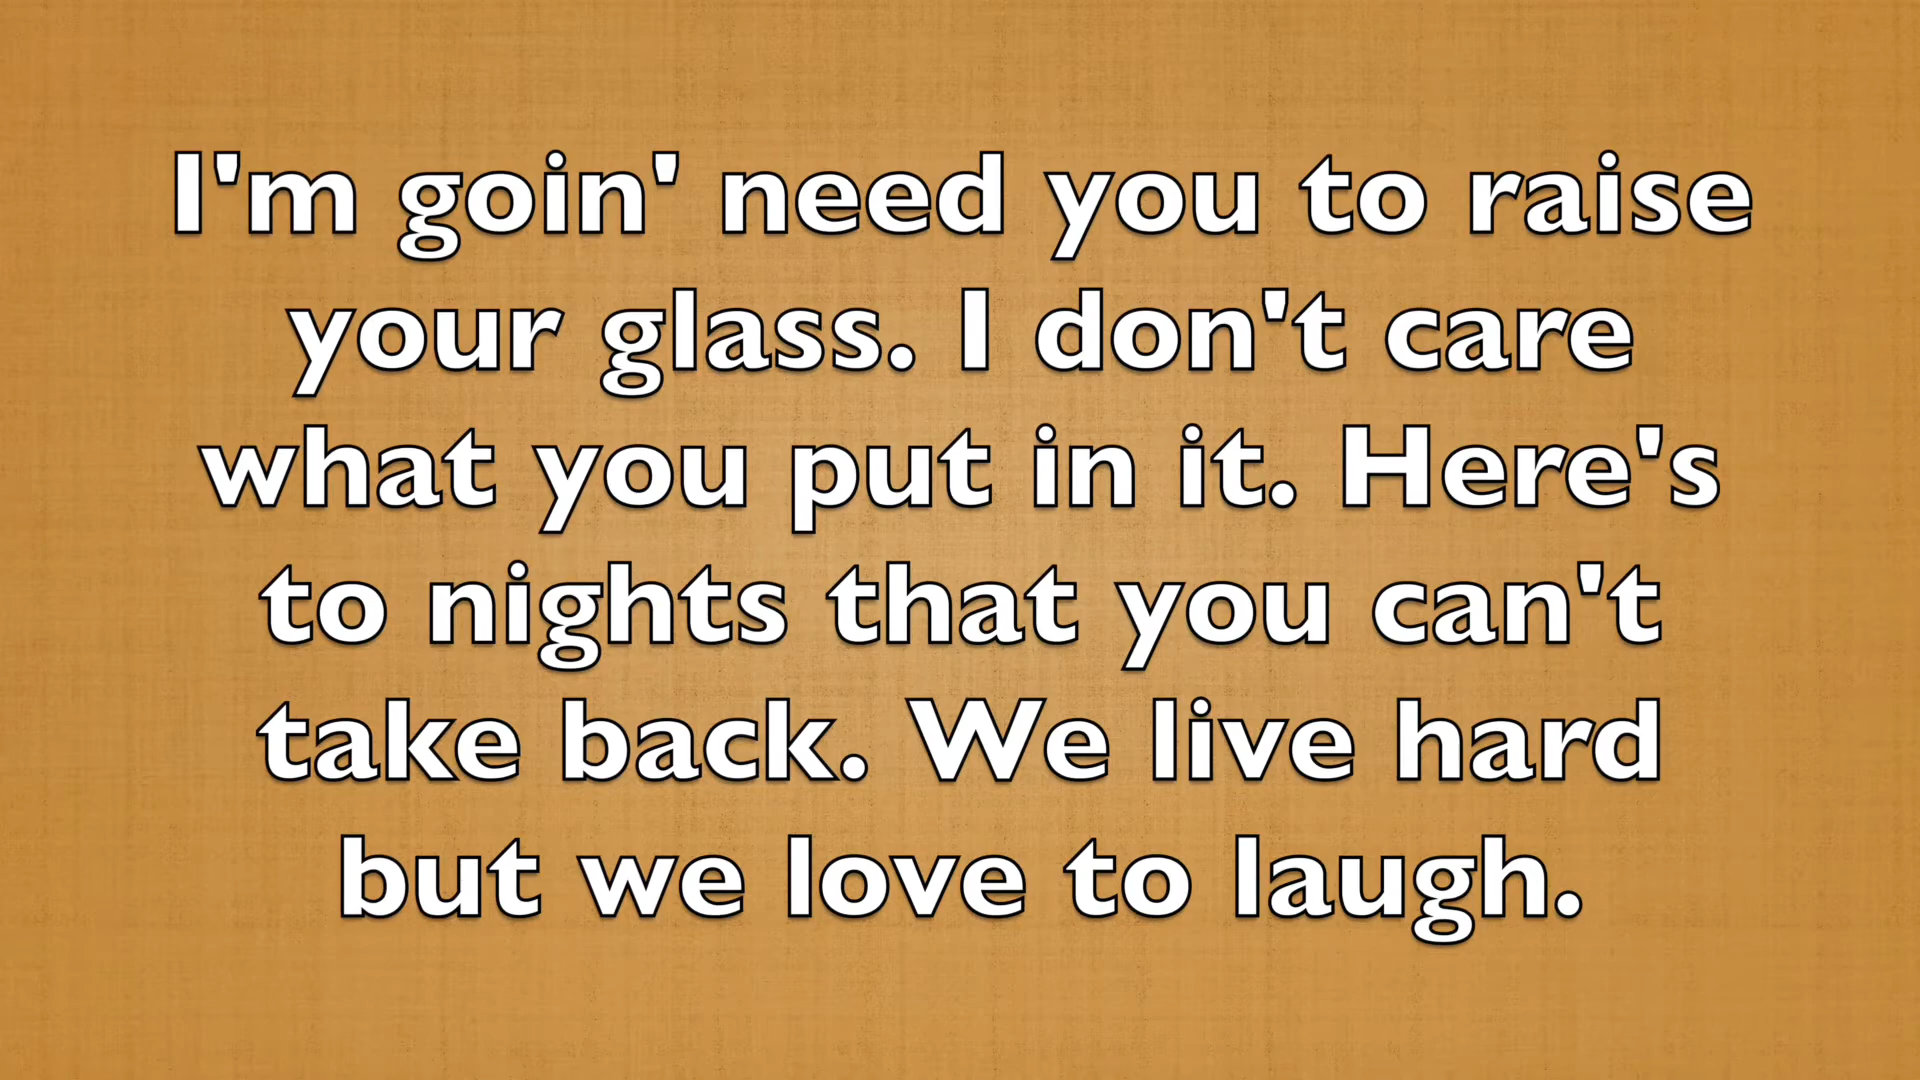 I'm goin' need you to raise
your glass. I don't care
what you put in it. Here's
to nights that you can't
take back. We live hard
but we love to laugh.